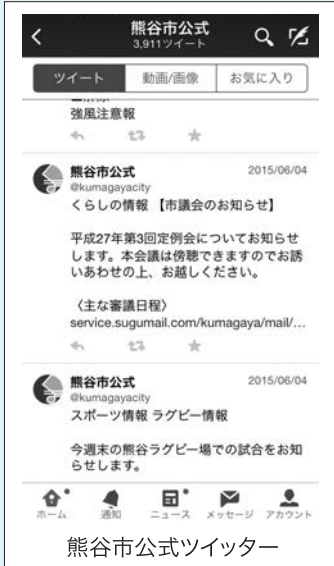 熊谷市公式
3,911ツイート
ツイート 動画/画像 お気に入り
強風注意報
熊谷市公式 2015/06/04
@kumagayacity
くらしの情報 【市議会のお知らせ】
平成27年第3回定例会についてお知らせ
します。本会議は傍聴できますのでお誘
いあわせの上、お越しください。
〈主な審議日程〉
service.sugumail.com/kumagaya/mail/...
熊谷市公式 2015/06/04
@kumagayacity
スポーツ情報 ラグビー情報
今週末の熊谷ラグビー場での試合をお知
らせします。
ホーム 通知 ニュース メッセージ アカウント
熊谷市公式ツイッター